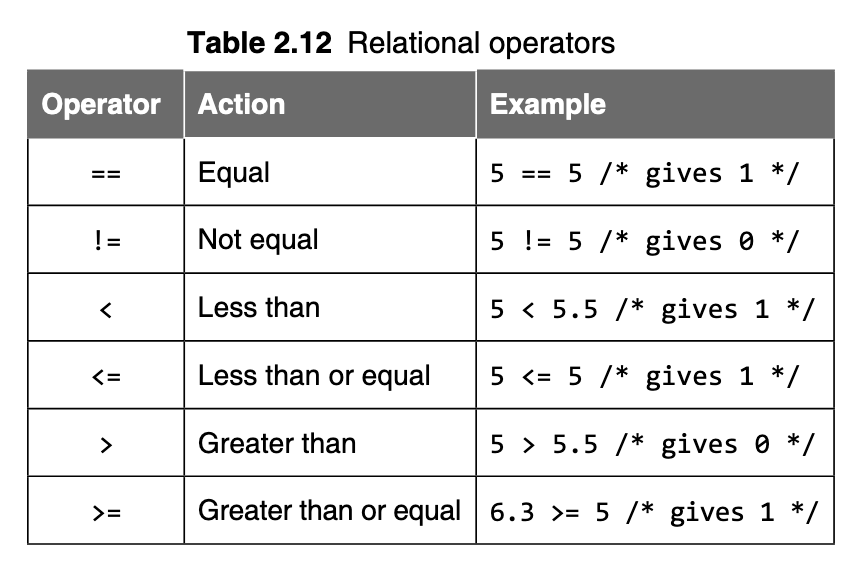 Table 2.12 Relational operators
Operator Action Example
== Equal 5 == 5 /* gives 1 */
!= Not equal 5 != 5 /* gives 0 */
< Less than 5 < 5.5 /* gives 1 */
<= Less than or equal 5 <= 5 /* gives 1 */
> Greater than 5 > 5.5 /* gives 0 */
>= Greater than or equal 6.3 >= 5 /* gives 1 */